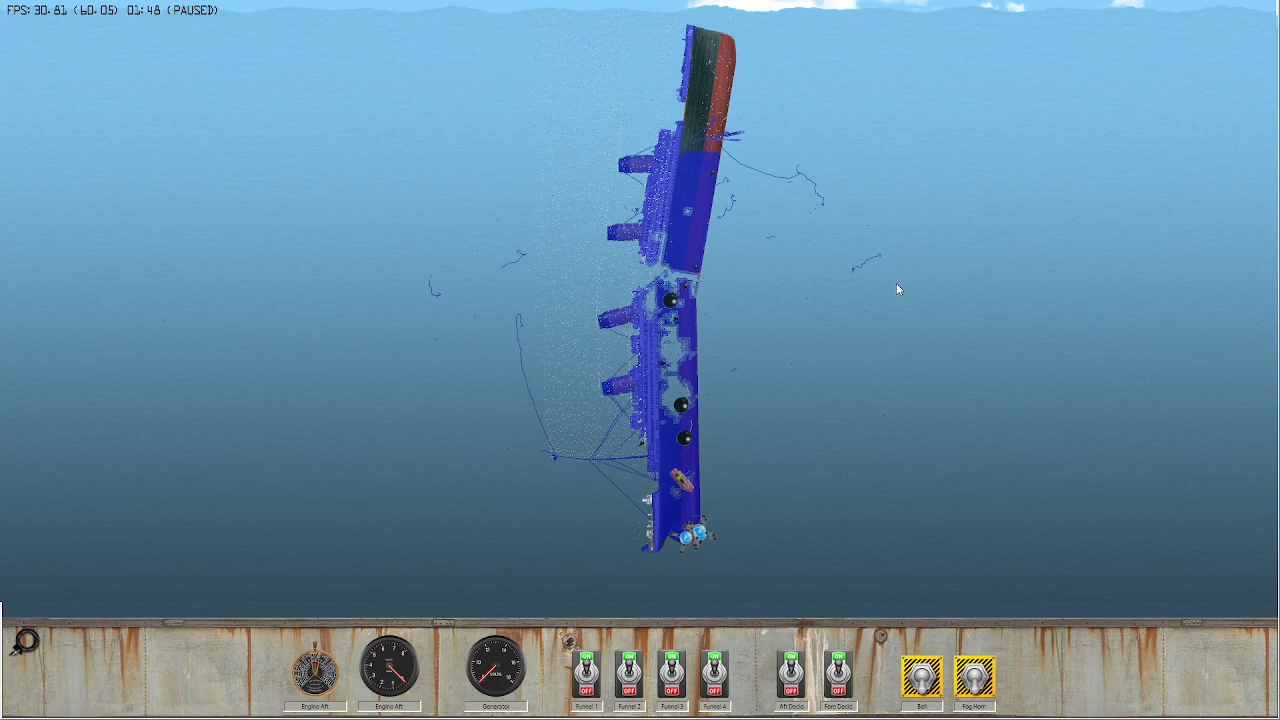 FPS: 30.81 (60.05) 01:48 (PAUSED)
ON ON ON ON ON ON
VOLTS
OFF OFF OFF OFF OFF OFF
Engine Aft Engine Aft Generator Funnel 1 Funnel 2 Funnel 3 Funnel 4 Aft Decks Fore Decks Bell Fog Horn